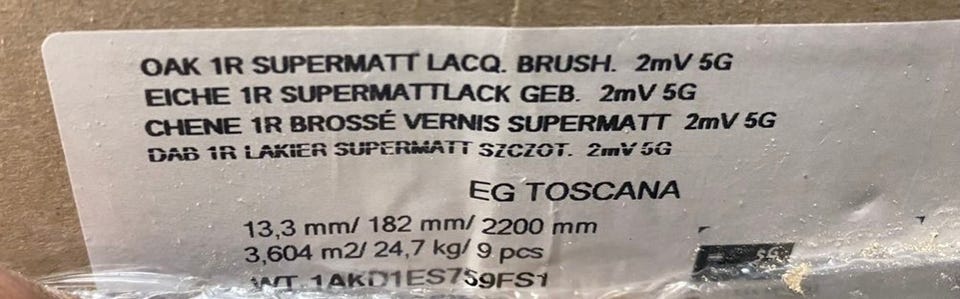 OAK 1R SUPERMATT LACQ. BRUSH. 2mV 5G
EICHE 1R SUPERMATTLACK GEB. 2mV 5G
CHENE 1R BROSSÉ VERNIS SUPERMATT 2mV 5G
DAB 1R LAKIER SUPERMATT SZCZOT. 2mV 5G
EG TOSCANA
13,3 mm/ 182 mm/ 2200 mm
3,604 m2/ 24,7 kg/ 9 pcs
WT 1AKD1ES759FS1